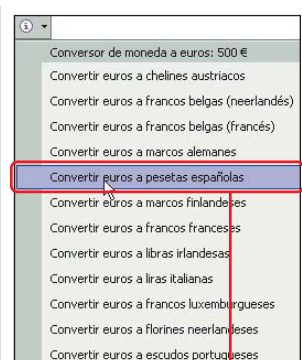 Conversor de moneda a euros: 500 €
Convertir euros a chelines austriacos
Convertir euros a francos belgas (neerlandés)
Convertir euros a francos belgas (francés)
Convertir euros a marcos alemanes
Convertir euros a pesetas españolas
Convertir euros a marcos finlandeses
Convertir euros a francos franceses
Convertir euros a libras irlandesas
Convertir euros a liras italianas
Convertir euros a francos luxemburgueses
Convertir euros a florines neerlandeses
Convertir euros a escudos portugueses